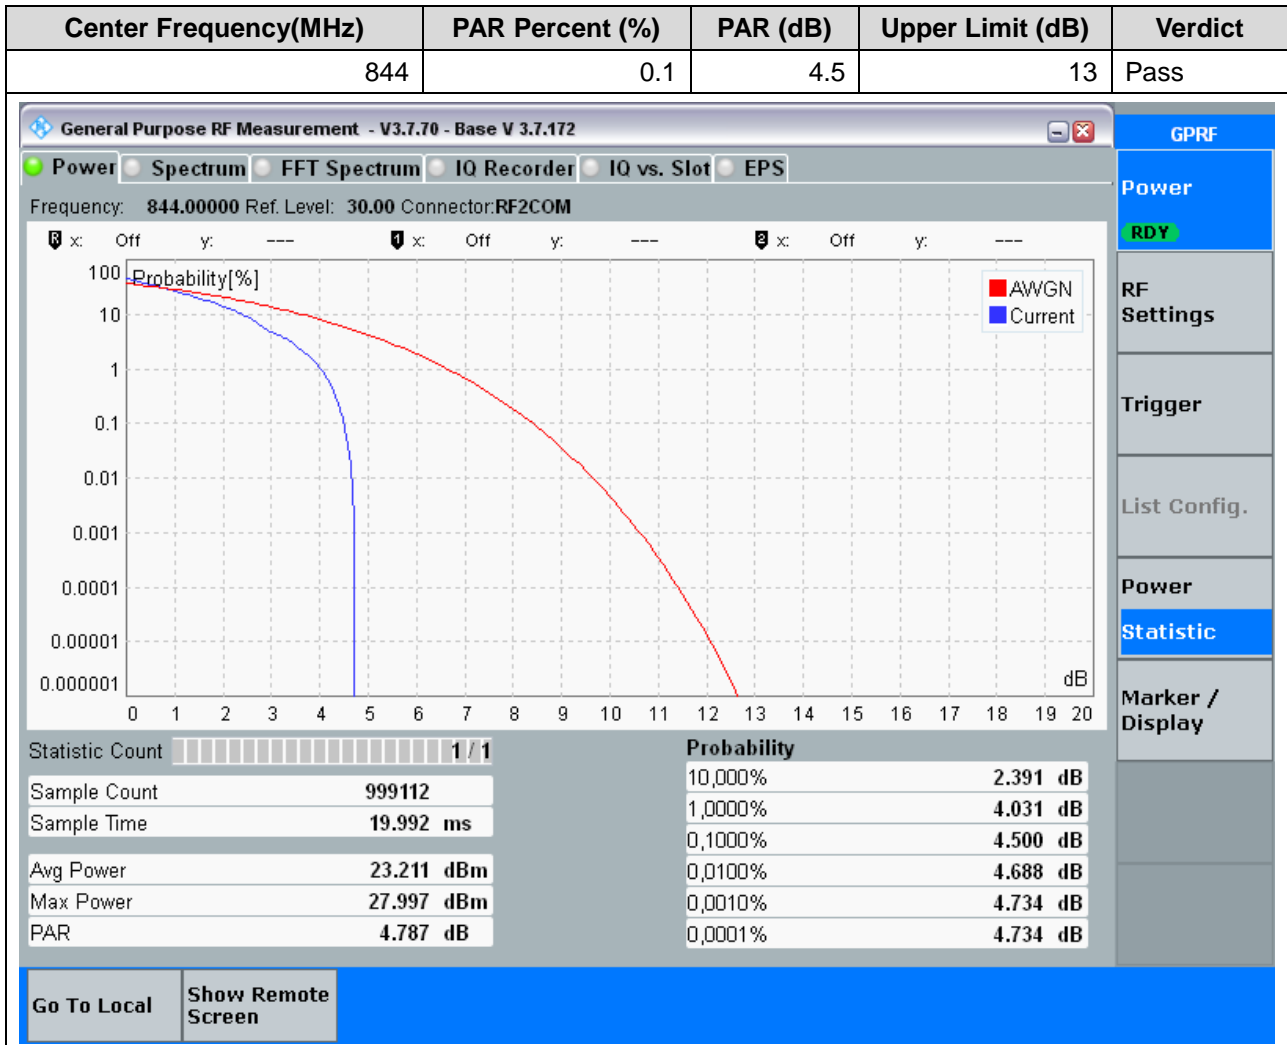 Center Frequency(MHz) PAR Percent (%) PAR (dB) Upper Limit (dB) Verdict
844 0.1 4.5 13 Pass
General Purpose RF Measurement - V3.7.70 - Base V 3.7.172
GPRF
Power Spectrum FFT Spectrum IQ Recorder IQ vs. Slot EPS
Power
RDY
Frequency: 844.00000 Ref. Level: 30.00 Connector:RF2COM
R x: Off y: --- 1 x: Off y: --- 2 x: Off y: ---
100 Probability[%]
AWGN
Current
10
1
0.1
0.01
0.001
0.0001
0.00001
0.000001
dB
0 1 2 3 4 5 6 7 8 9 10 11 12 13 14 15 16 17 18 19 20
RF
Settings
Trigger
List Config.
Power
Statistic
Marker /
Display
Statistic Count 1 / 1
Sample Count 999112
Sample Time 19.992 ms
Avg Power 23.211 dBm
Max Power 27.997 dBm
PAR 4.787 dB
Probability
10,000% 2.391 dB
1,0000% 4.031 dB
0,1000% 4.500 dB
0,0100% 4.688 dB
0,0010% 4.734 dB
0,0001% 4.734 dB
Go To Local
Show Remote
Screen